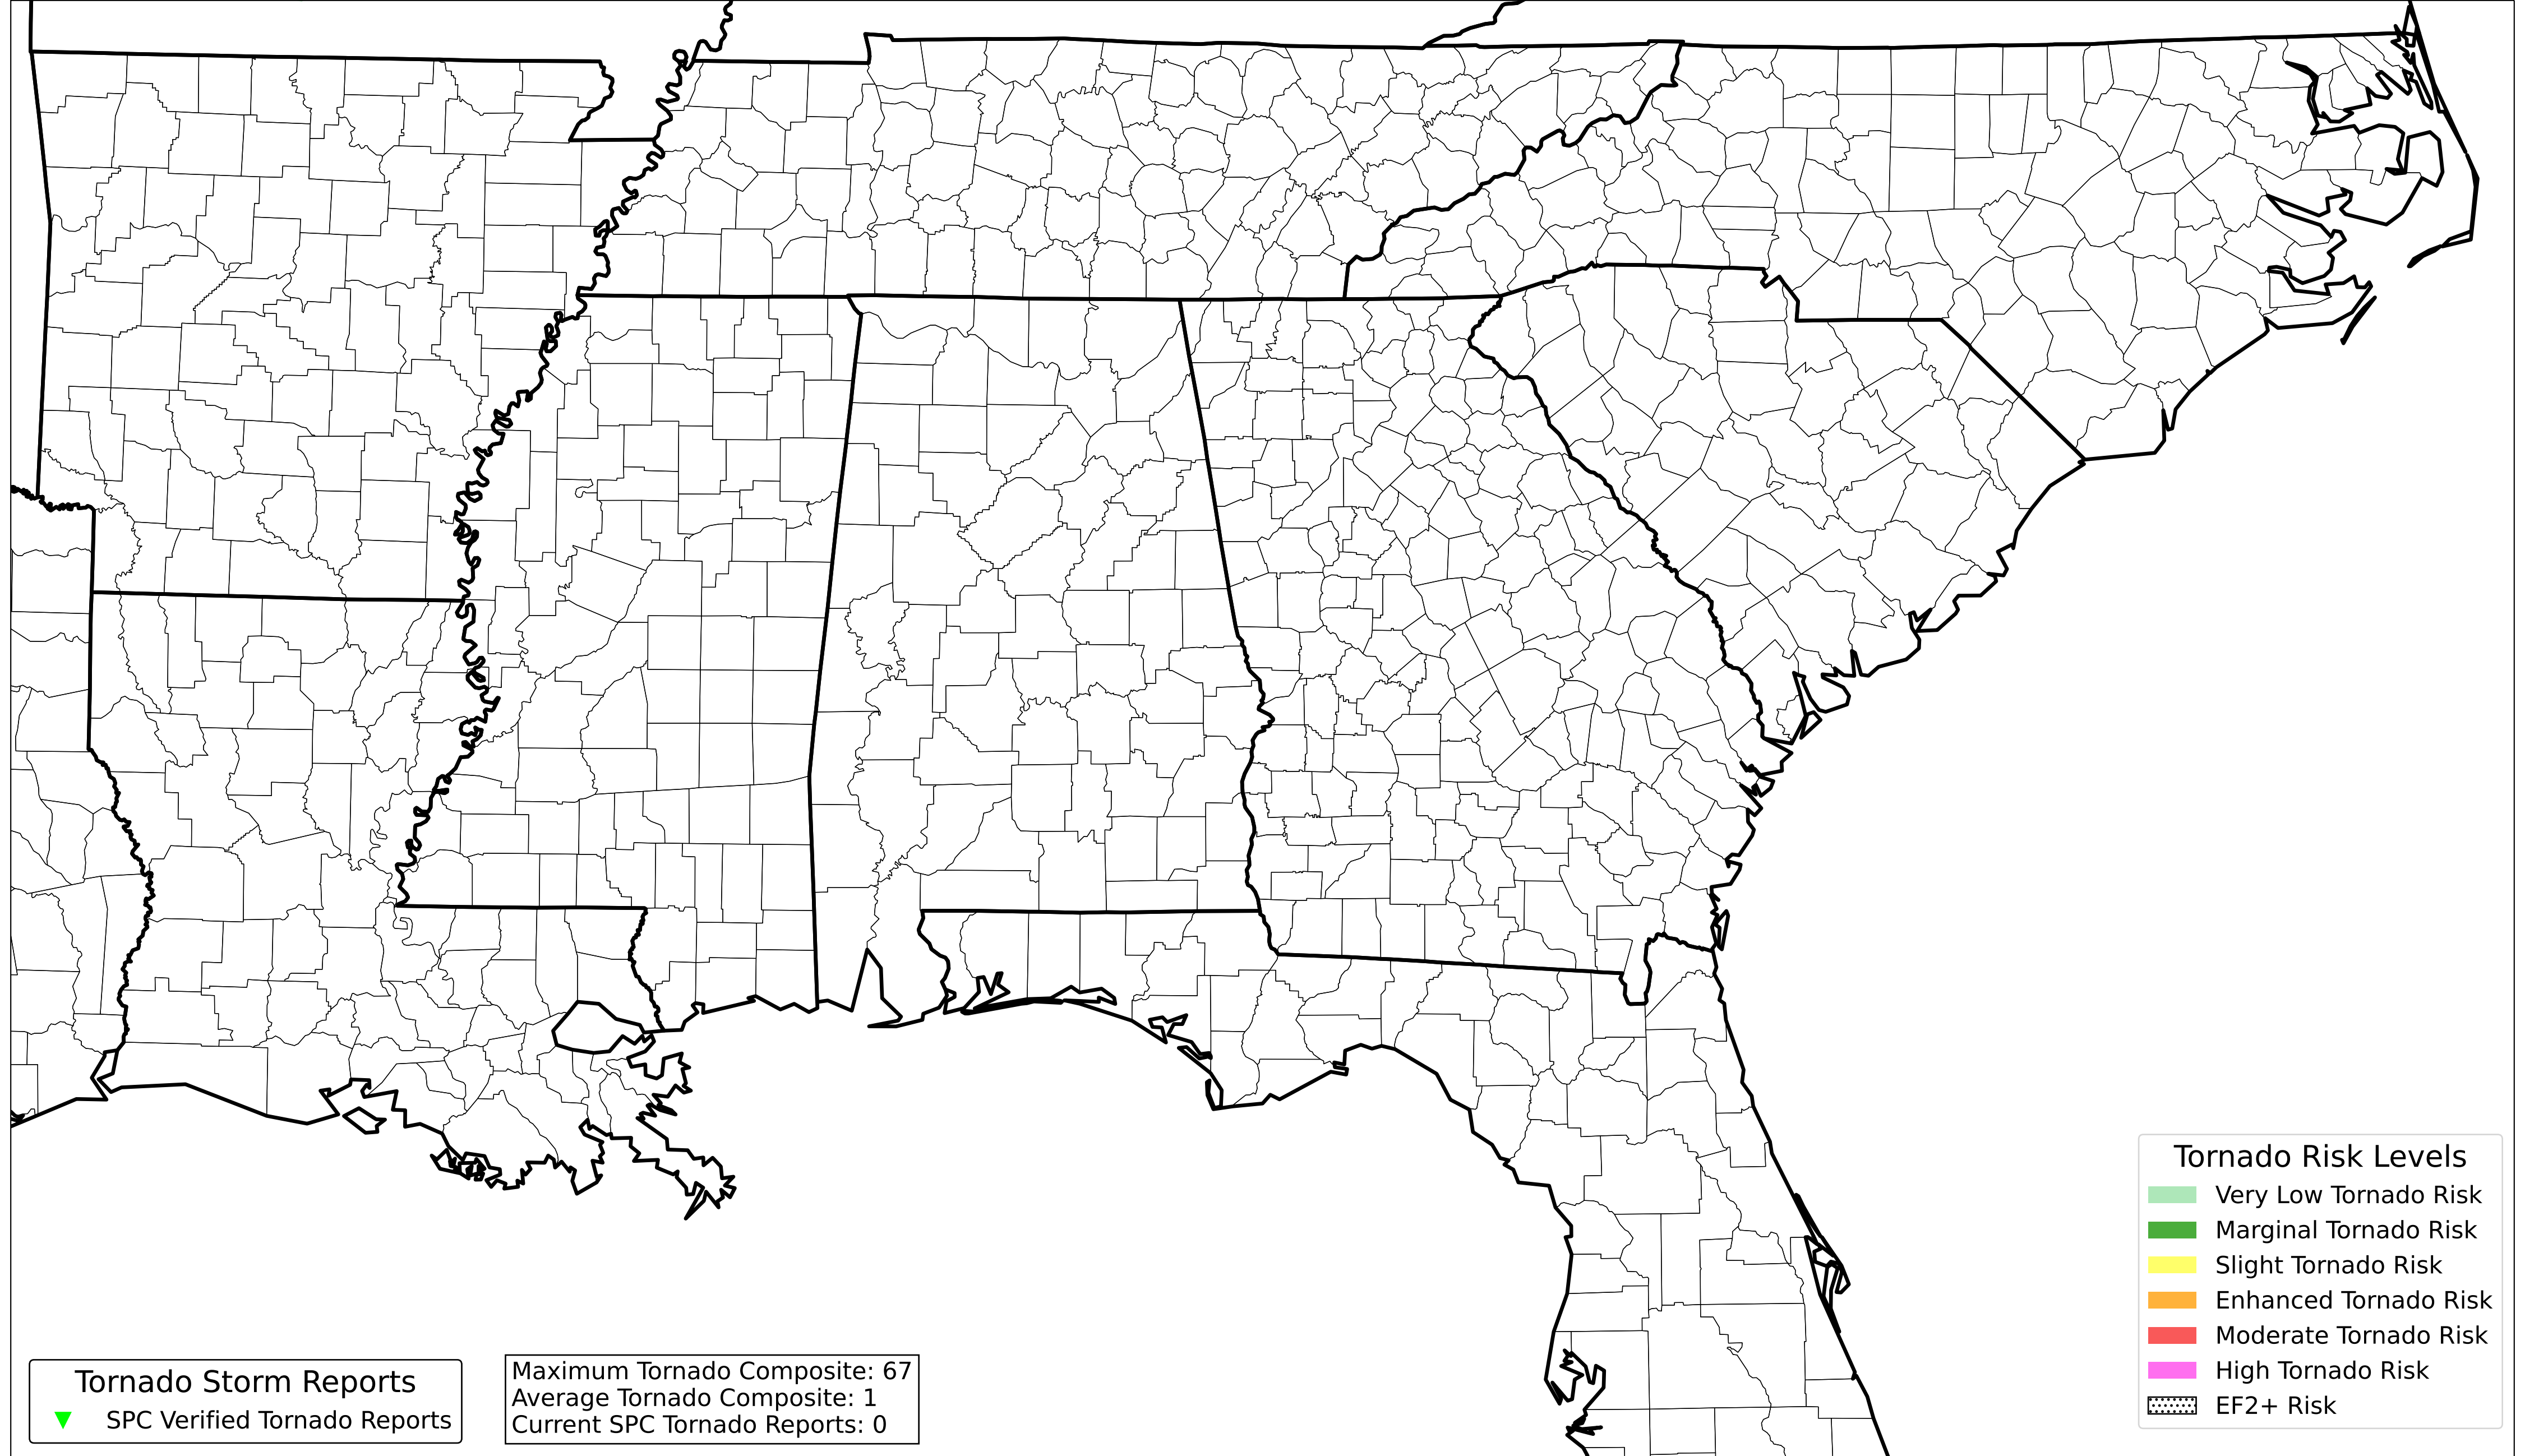 Tornado Storm Reports
SPC Verified Tornado Reports
Maximum Tornado Composite: 67
Average Tornado Composite: 1
Current SPC Tornado Reports: 0
Tornado Risk Levels
Very Low Tornado Risk
Marginal Tornado Risk
Slight Tornado Risk
Enhanced Tornado Risk
Moderate Tornado Risk
High Tornado Risk
EF2+ Risk